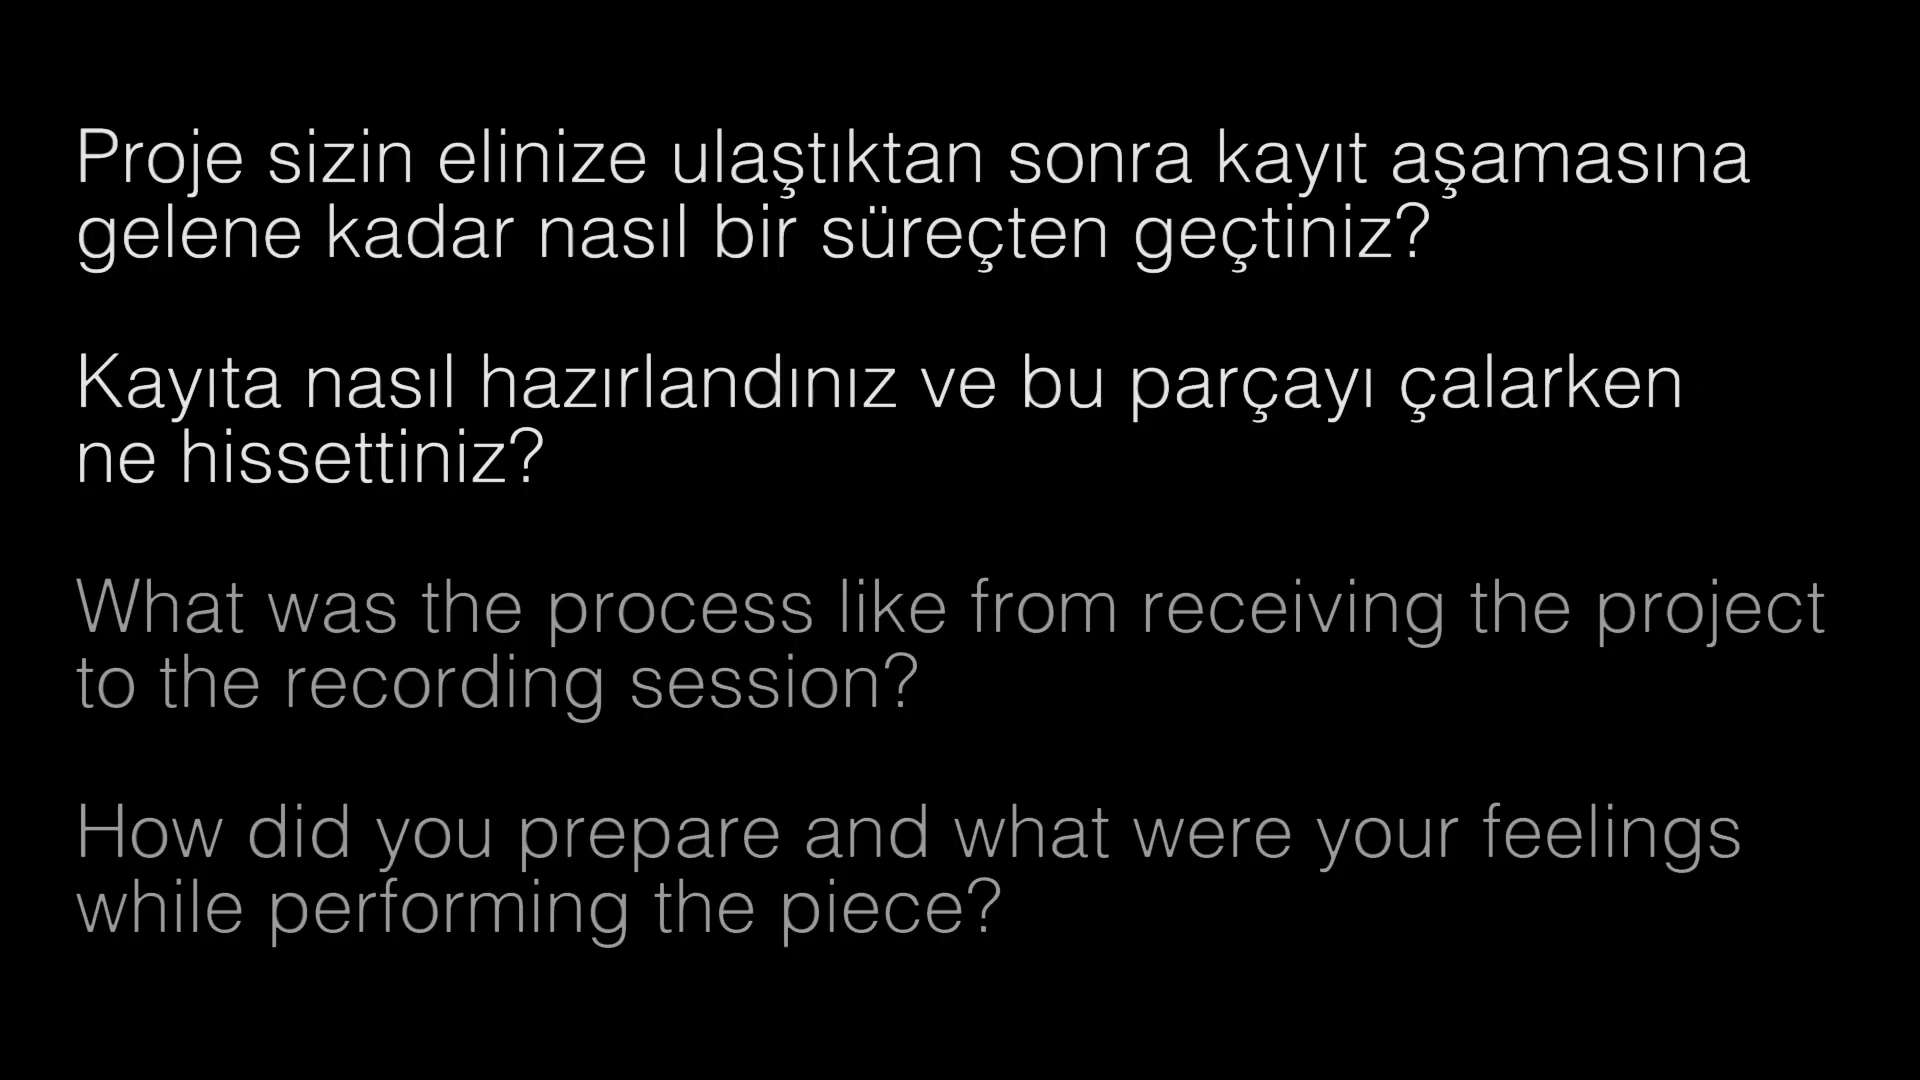 Proje sizin elinize ulaştıktan sonra kayıt aşamasına
gelene kadar nasıl bir süreçten geçtiniz?
Kayıta nasıl hazırlandınız ve bu parçayı çalarken
ne hissettiniz?
What was the process like from receiving the project
to the recording session?
How did you prepare and what were your feelings
while performing the piece?